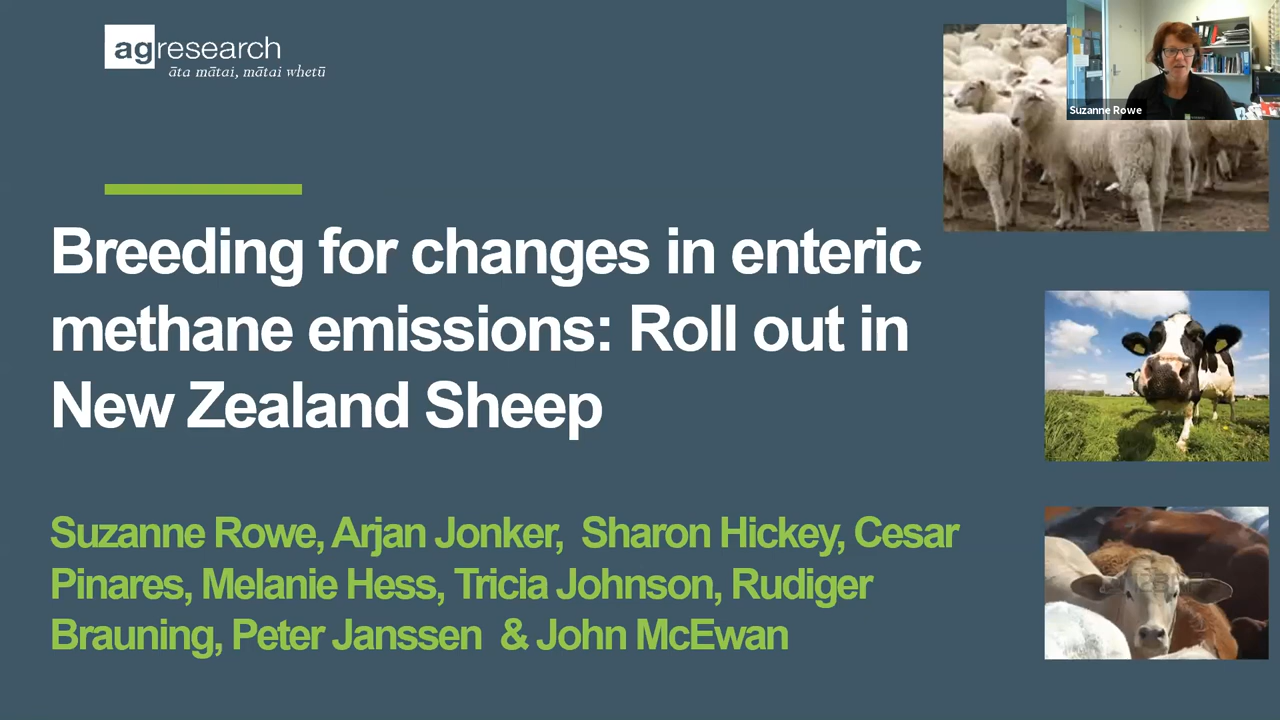 agresearch
āta mātai, mātai whetū
Suzanne Rowe
Breeding for changes in enteric
methane emissions: Roll out in
New Zealand Sheep
Suzanne Rowe, Arjan Jonker, Sharon Hickey, Cesar
Pinares, Melanie Hess, Tricia Johnson, Rudiger
Brauning, Peter Janssen & John McEwan